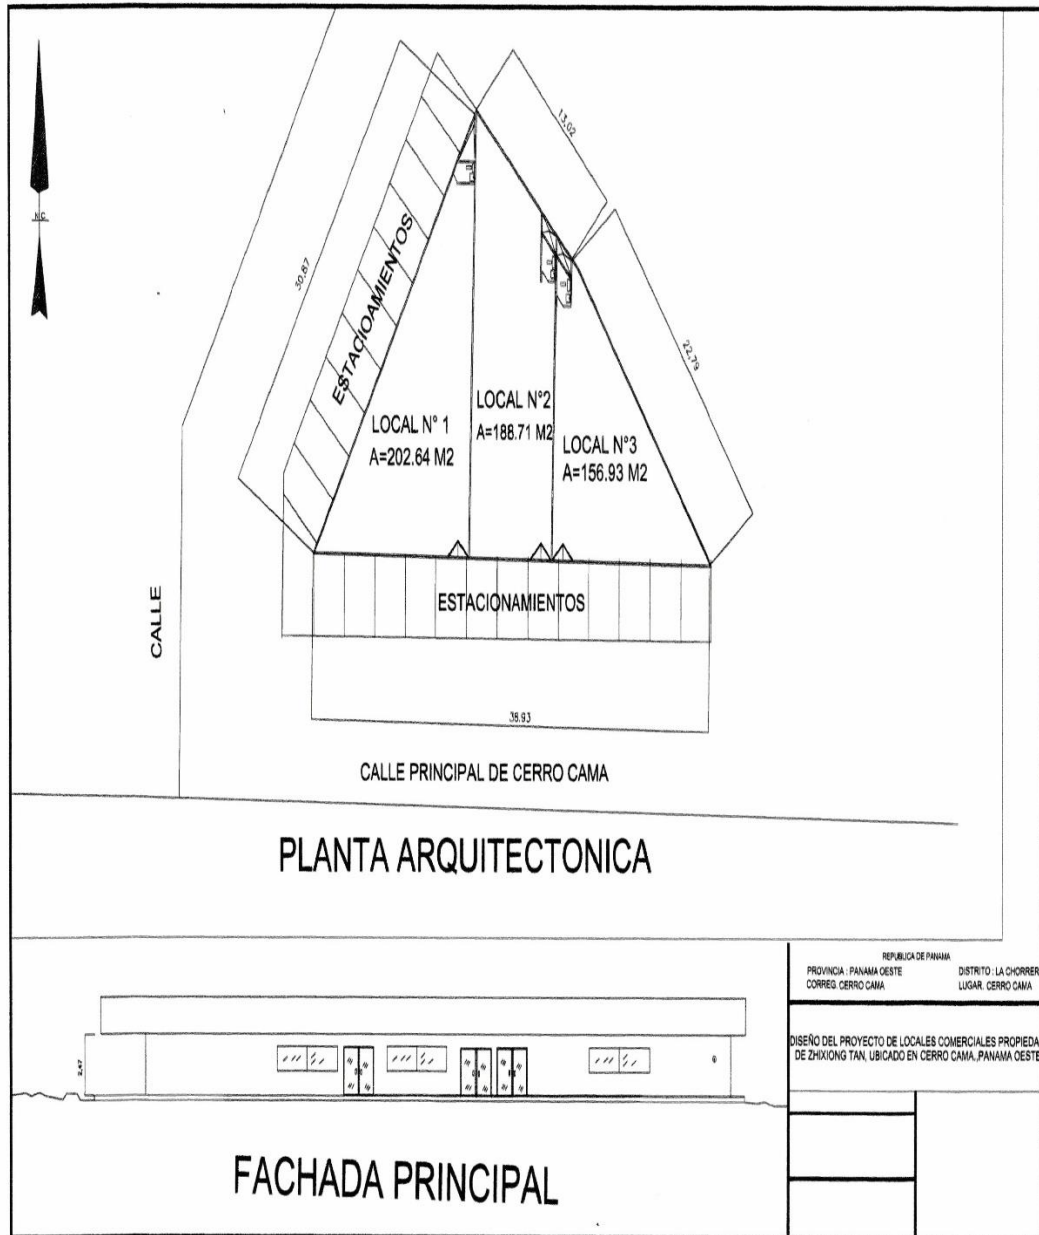 13.02
N.C.
30.87
ESTACIOAMIENTOS
22.79
LOCAL N°2
A=188.71 M2
LOCAL N° 1
A=202.64 M2
LOCAL N°3
A=156.93 M2
ESTACIONAMIENTOS
CALLE
38.93
CALLE PRINCIPAL DE CERRO CAMA
PLANTA ARQUITECTONICA
REPUBLICA DE PANAMA
PROVINCIA : PANAMA OESTE
DISTRITO : LA CHORRER
CORREG. CERRO CAMA
LUGAR. CERRO CAMA
DISEÑO DEL PROYECTO DE LOCALES COMERCIALES PROPIEDA
DE ZHIXIONG TAN, UBICADO EN CERRO CAMA.,PANAMA OESTE
2,47
FACHADA PRINCIPAL